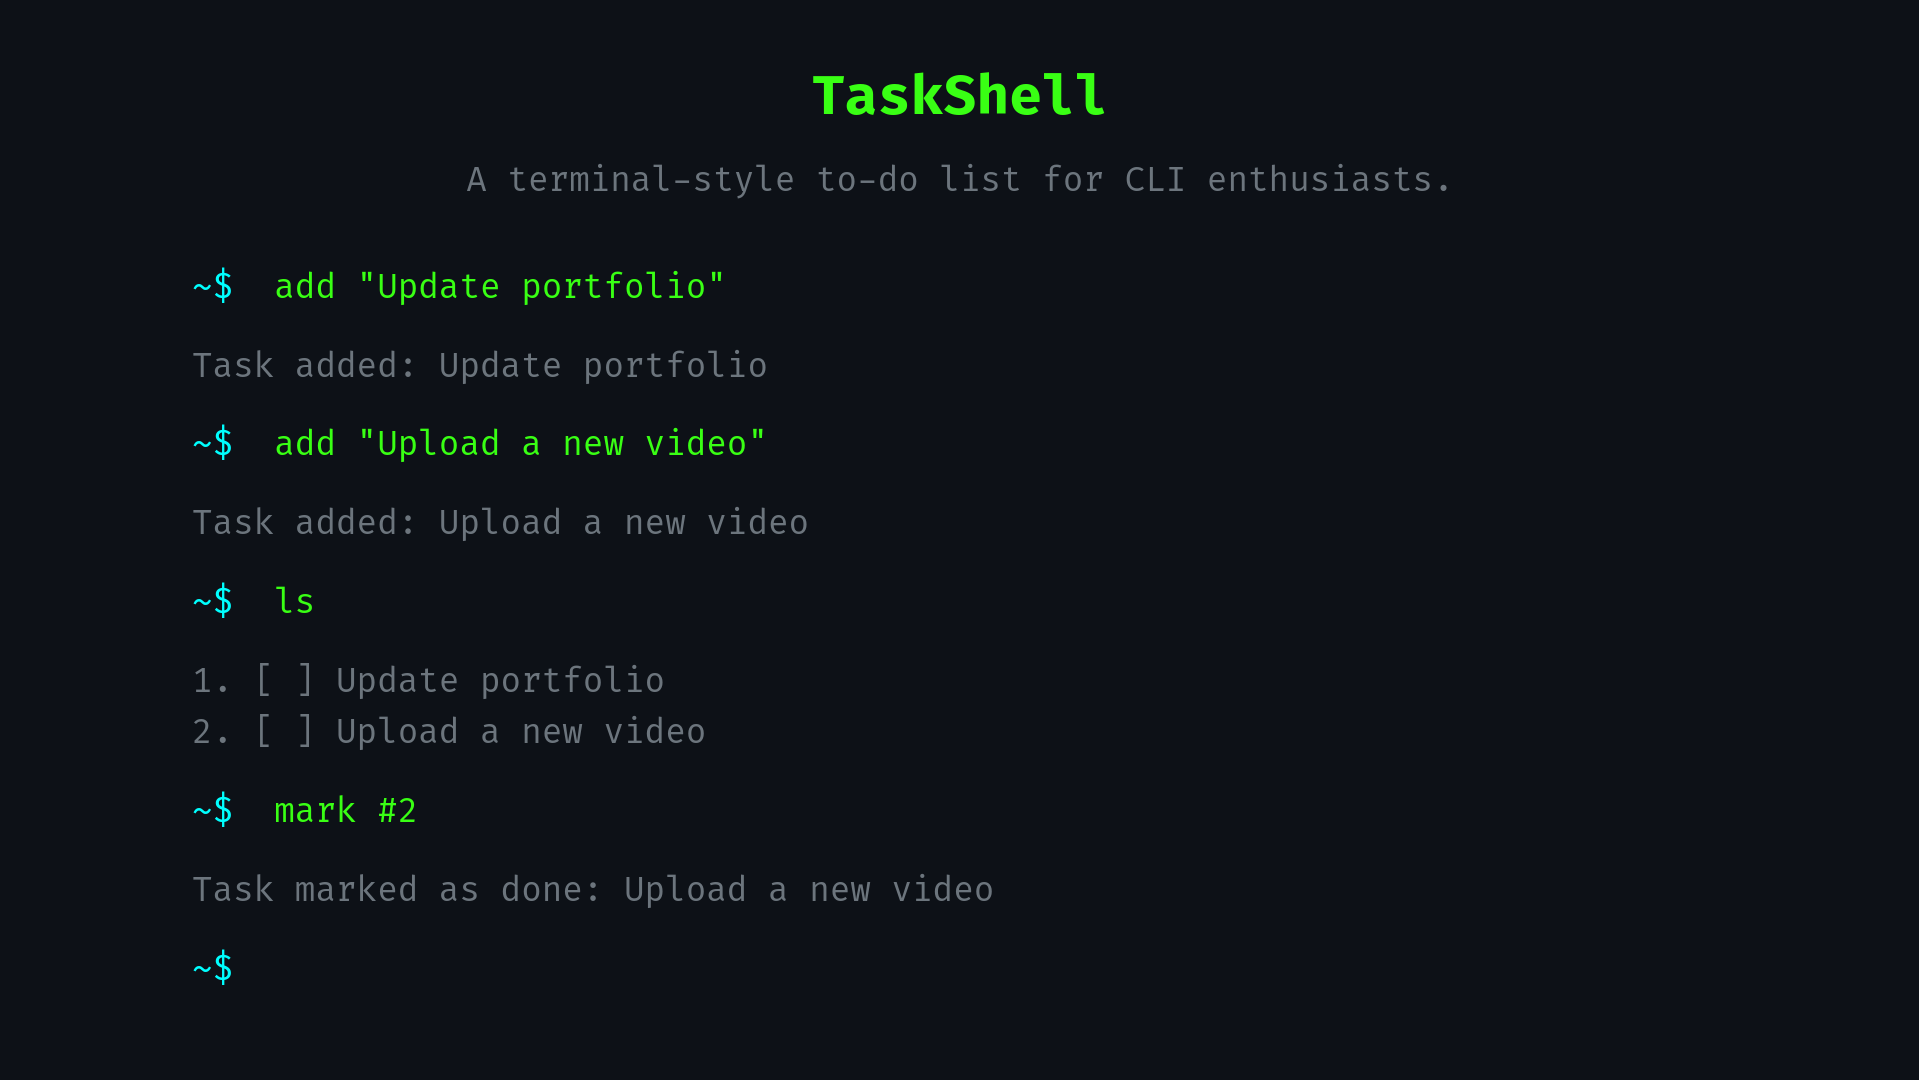 TaskShell
A terminal-style to-do list for CLI enthusiasts.
~$  add "Update portfolio"
Task added: Update portfolio
~$  add "Upload a new video"
Task added: Upload a new video
~$  ls
1. [ ] Update portfolio
2. [ ] Upload a new video
~$  mark #2
Task marked as done: Upload a new video
~$